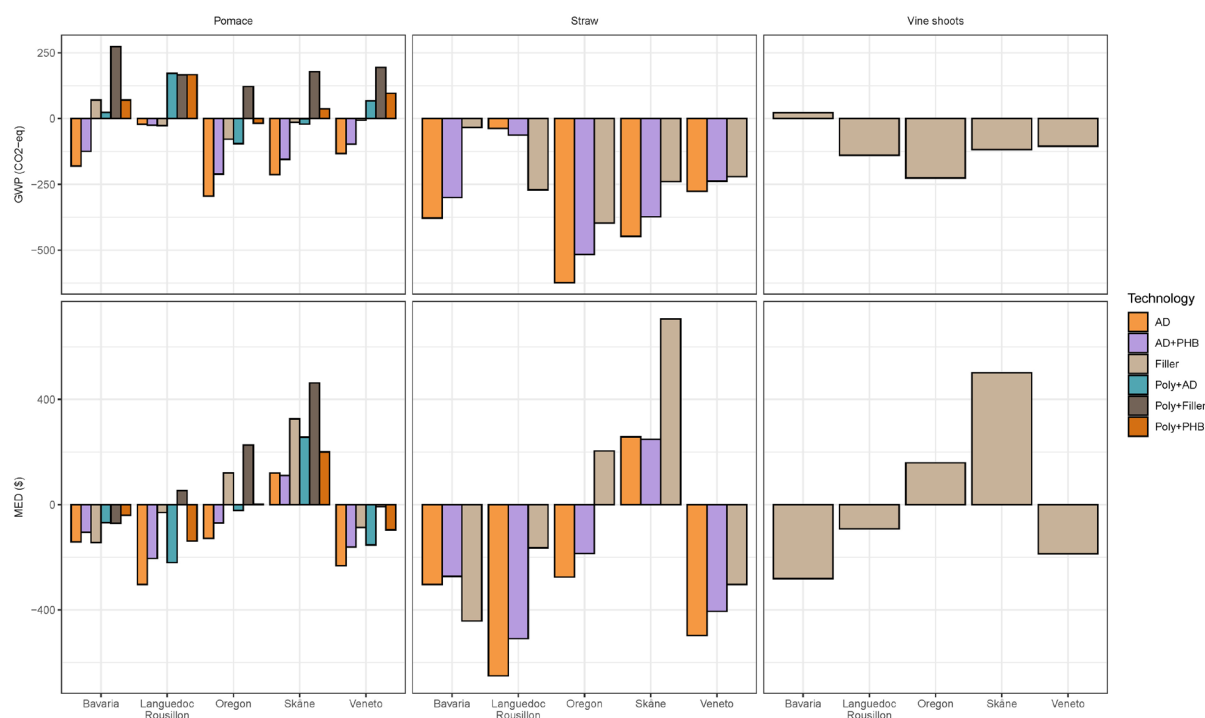 Pomace
Straw
Vine shoots
GWP (CO2−eq)
250
0
−250
−500
MED ($)
400
0
−400
Bavaria
Languedoc
Rousillon
Oregon
Skåne
Veneto
Bavaria
Languedoc
Rousillon
Oregon
Skåne
Veneto
Bavaria
Languedoc
Rousillon
Oregon
Skåne
Veneto
Technology
AD
AD+PHB
Filler
Poly+AD
Poly+Filler
Poly+PHB